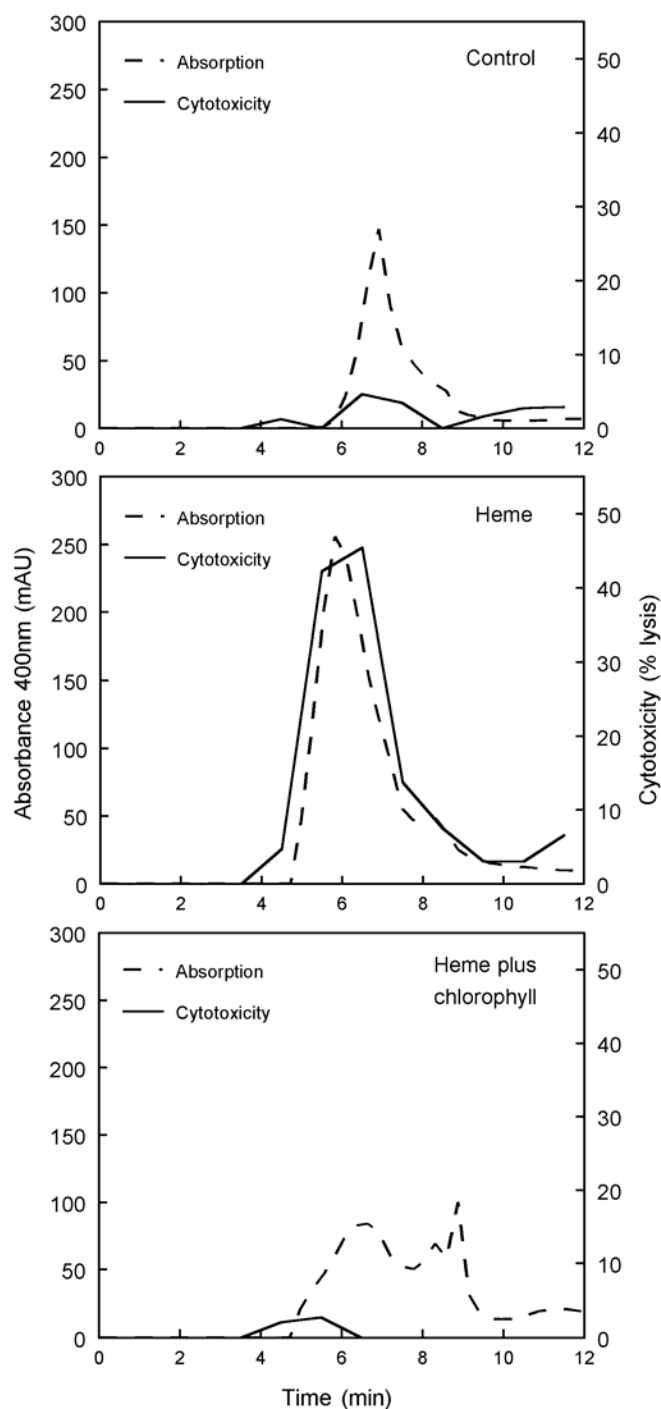 300
250
200
150
100
50
0
Absorption
Cytotoxicity
Control
50
40
30
20
10
0
0 2 4 6 8 10 12
Absorbance 400nm (mAU)
300
250
200
150
100
50
0
Absorption
Cytotoxicity
Heme
50
40
30
20
10
0
Cytotoxicity (% lysis)
0 2 4 6 8 10 12
300
250
200
150
100
50
0
Absorption
Cytotoxicity
Heme plus
chlorophyll
50
40
30
20
10
0
0 2 4 6 8 10 12
Time (min)